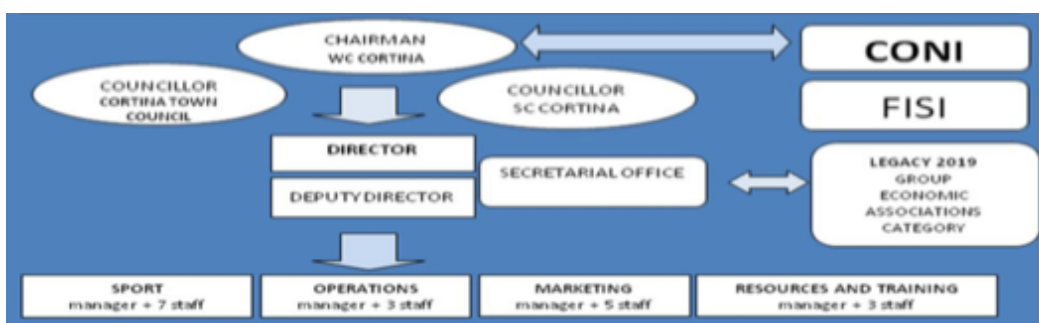 CHAIRMAN
WC CORTINA
CONI
COUNCILLOR
CORTINA TOWN
COUNCIL
COUNCILLOR
SC CORTINA
FISI
DIRECTOR
DEPUTY DIRECTOR
SECRETARIAL OFFICE
LEGACY 2019
GROUP
ECONOMIC
ASSOCIATIONS
CATEGORY
SPORT
manager + 7 staff
OPERATIONS
manager + 3 staff
MARKETING
manager + 5 staff
RESOURCES AND TRAINING
manager + 3 staff